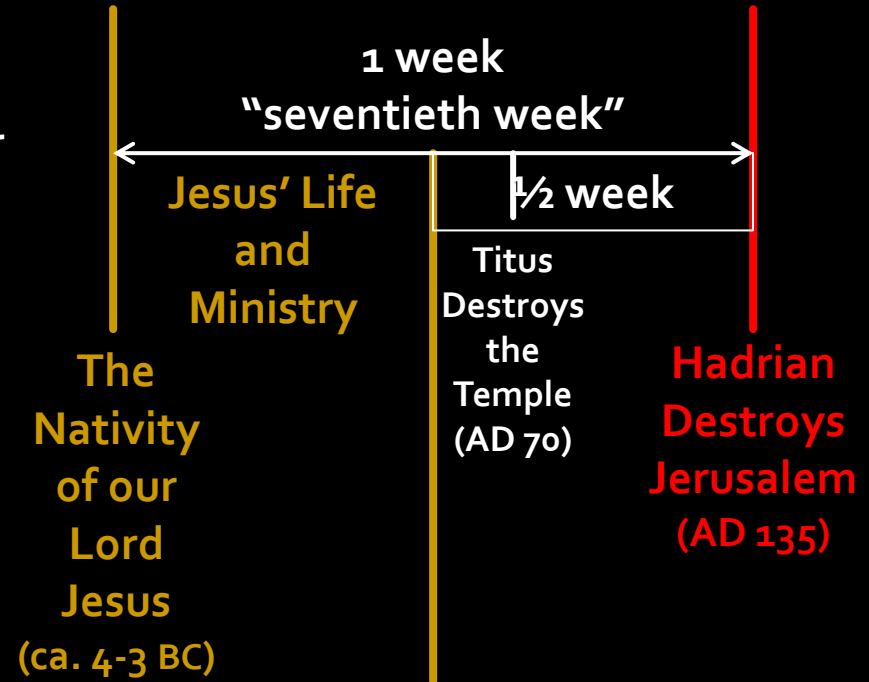 1 week
“seventieth week”
½ week
Jesus’ Life
and
Ministry
Titus
Destroys
the
Temple
(AD 70)
The
Nativity
of our
Lord
Jesus
(ca. 4-3 BC)
Hadrian
Destroys
Jerusalem
(AD 135)